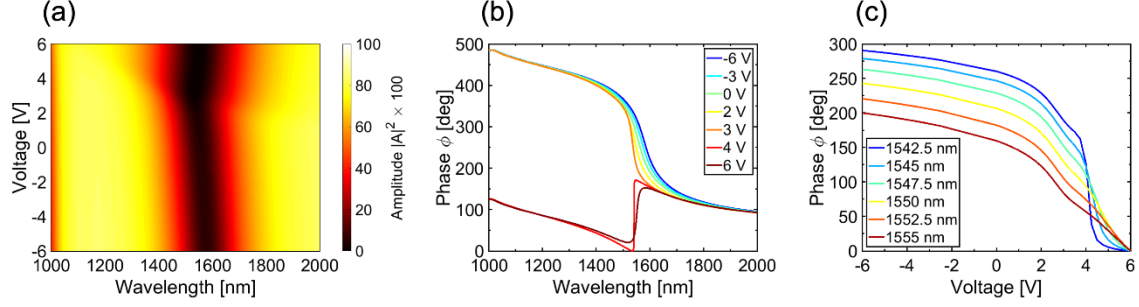 (a)
6
4
2
0
-2
-4
-6
Voltage [V]
1000 1200 1400 1600 1800 2000
Wavelength [nm]
100
80
60
40
20
0
Amplitude |A|² × 100
(b)
500
400
300
200
100
0
Phase ϕ [deg]
1000 1200 1400 1600 1800 2000
Wavelength [nm]
-6 V
-3 V
0 V
2 V
3 V
4 V
6 V
(c)
300
250
200
150
100
50
0
Phase ϕ [deg]
1542.5 nm
1545 nm
1547.5 nm
1550 nm
1552.5 nm
1555 nm
-6 -4 -2 0 2 4 6
Voltage [V]